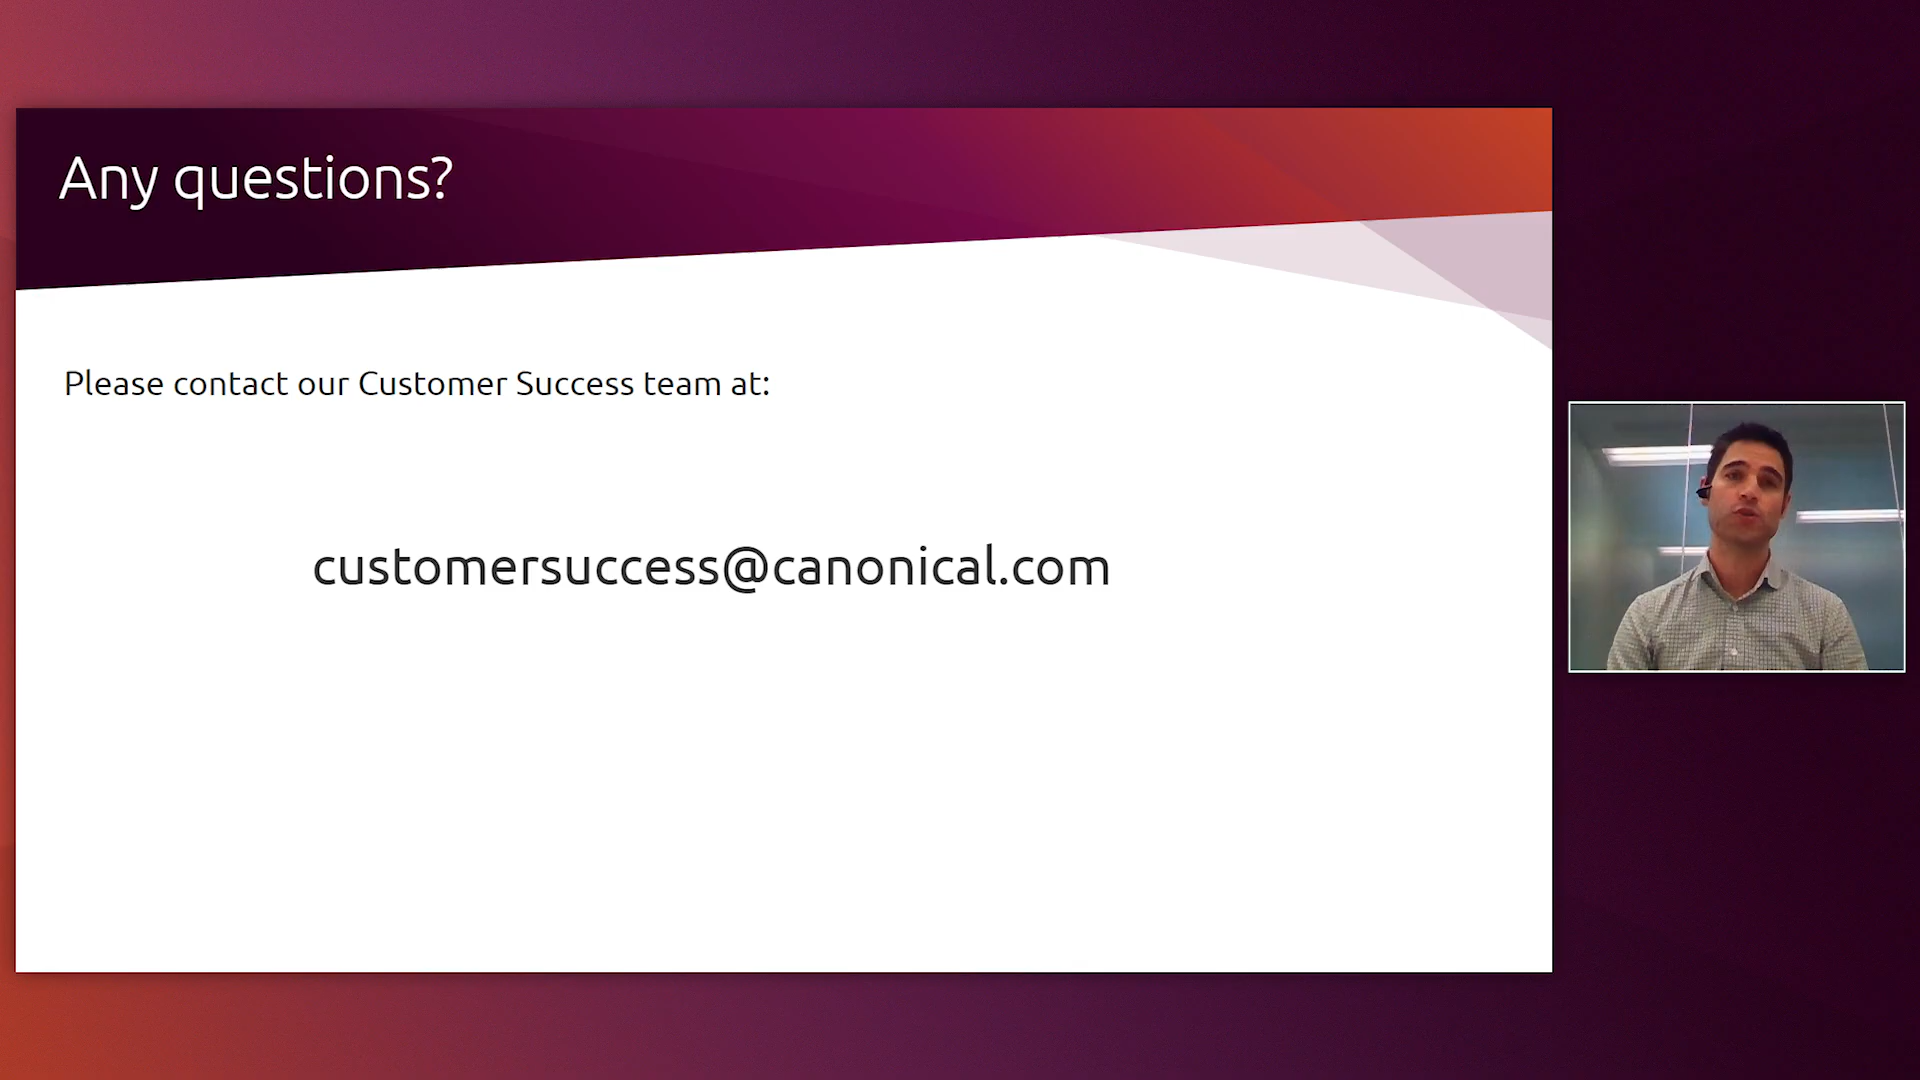 Any questions?
Please contact our Customer Success team at:
customersuccess@canonical.com